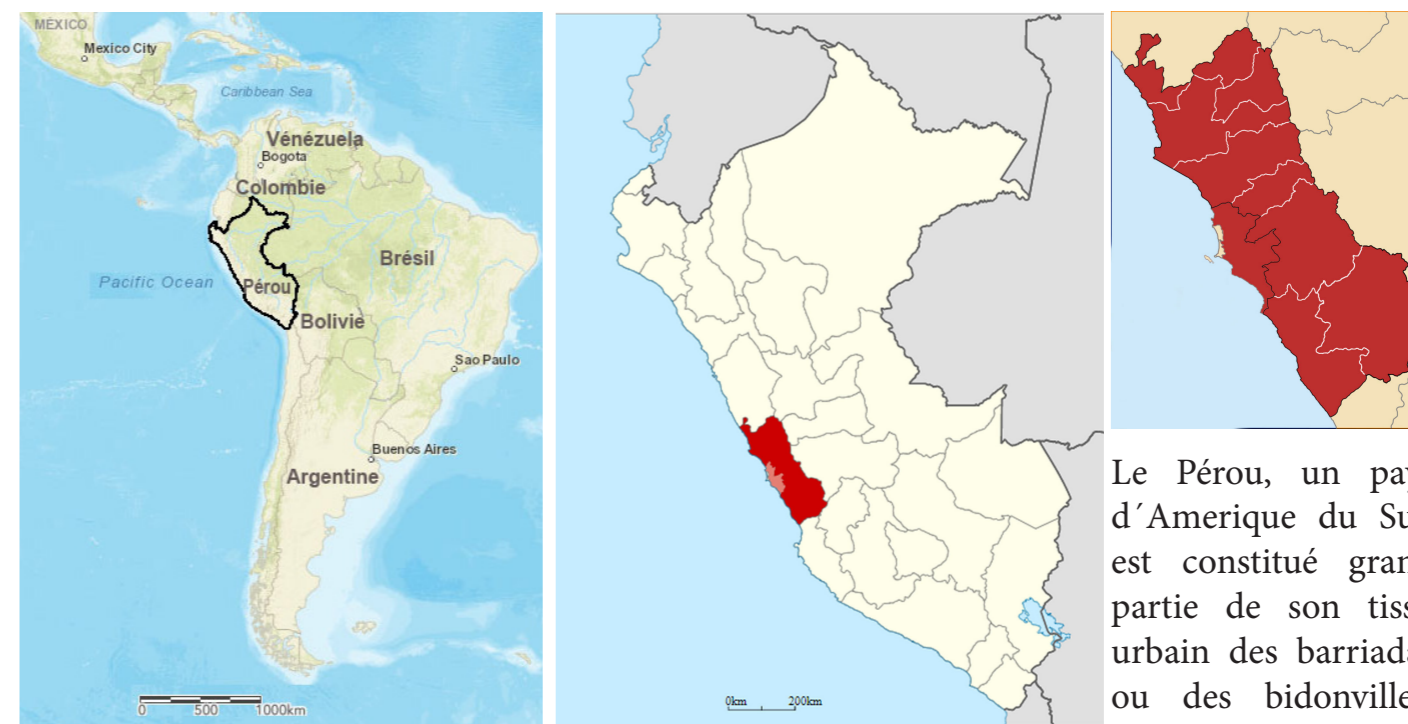 MÉXICO
Mexico City
Caribbean Sea
Vénézuela
Bogota
Colombie
Brésil
Pacific Ocean
Pérou
Bolivie
Sao Paulo
Buenos Aires
Argentine
0 500 1000km
0km 200km
Le Pérou, un pay
d´Amerique du Su
est constitué gran
partie de son tiss
urbain des barriada
ou des bidonville